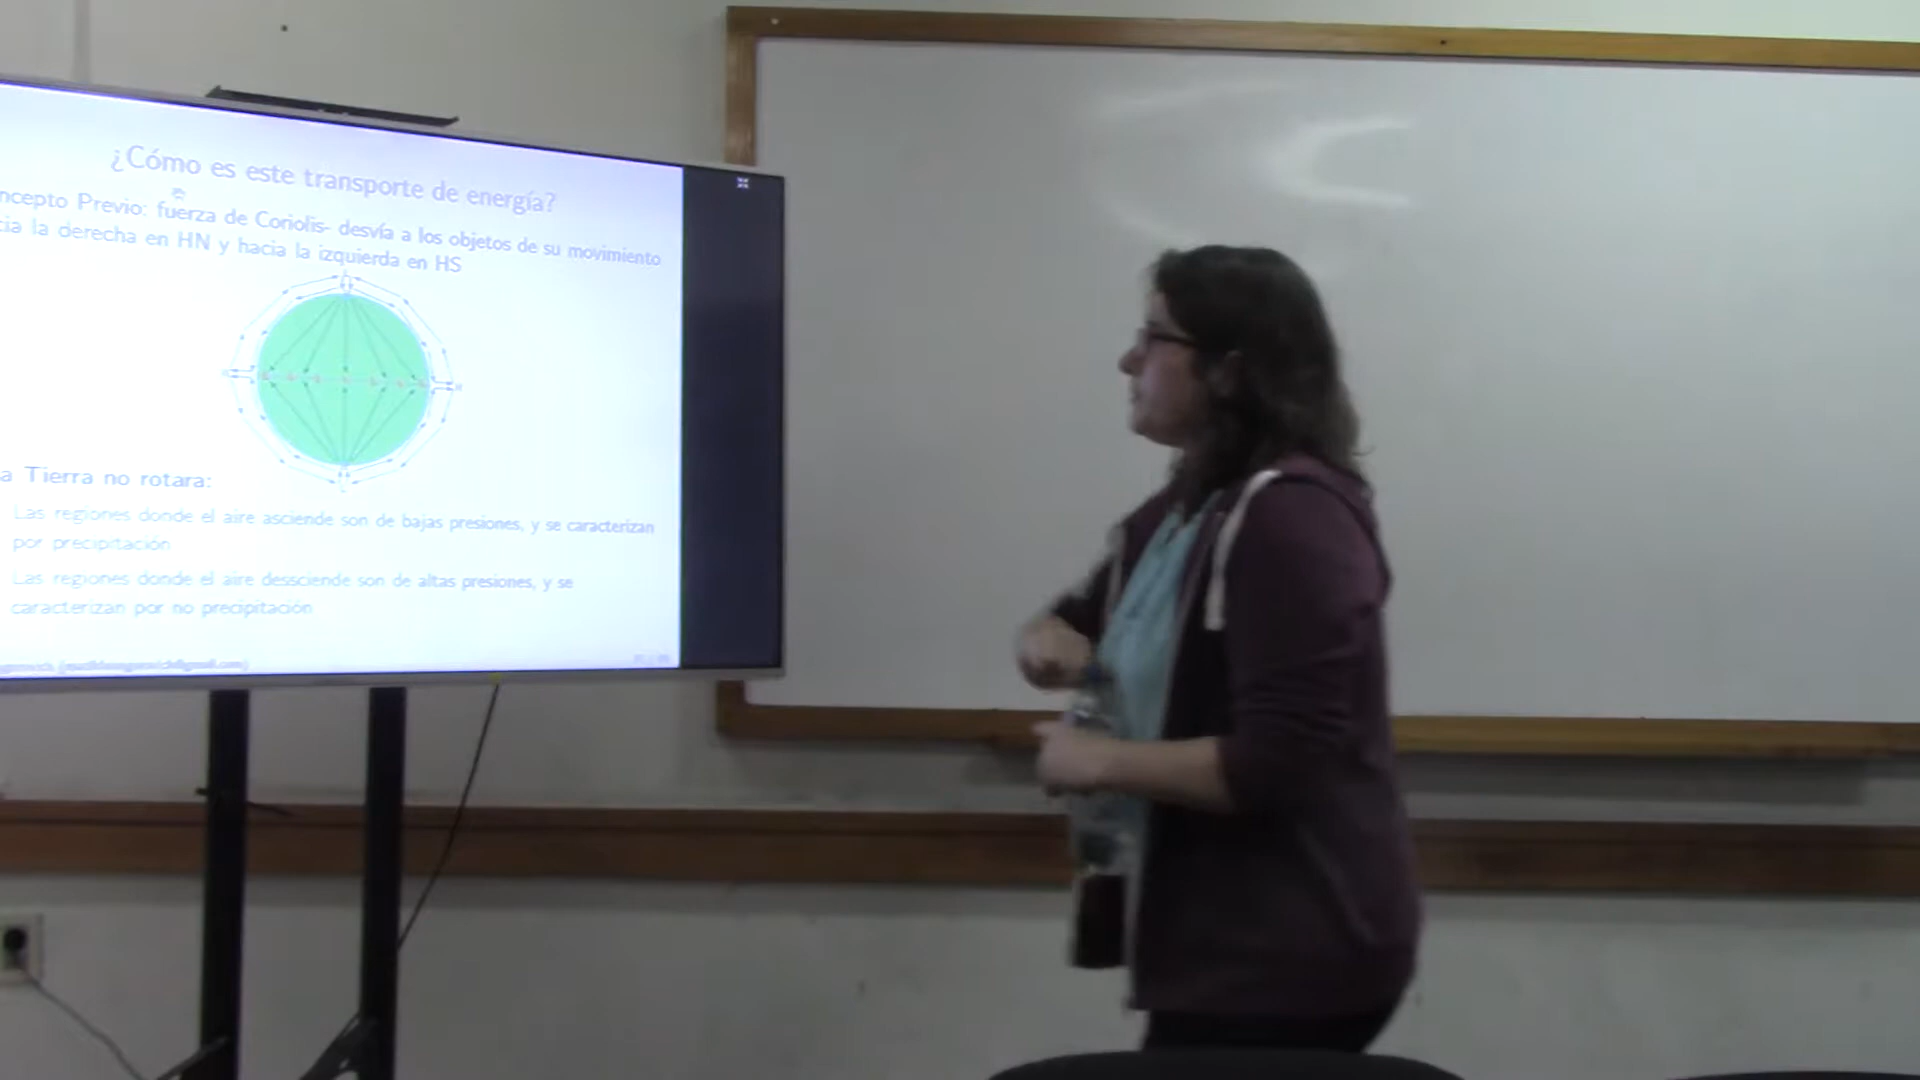 ¿Cómo es este transporte de energía?
ncepto Previo: fuerza de Coriolis- desvía a los objetos de su movimiento
cia la derecha en HN y hacia la izquierda en HS
a Tierra no rotara:
Las regiones donde el aire asciende son de bajas presiones, y se caracterizan
por precipitación
Las regiones donde el aire dessciende son de altas presiones, y se
caracterizan por no precipitación